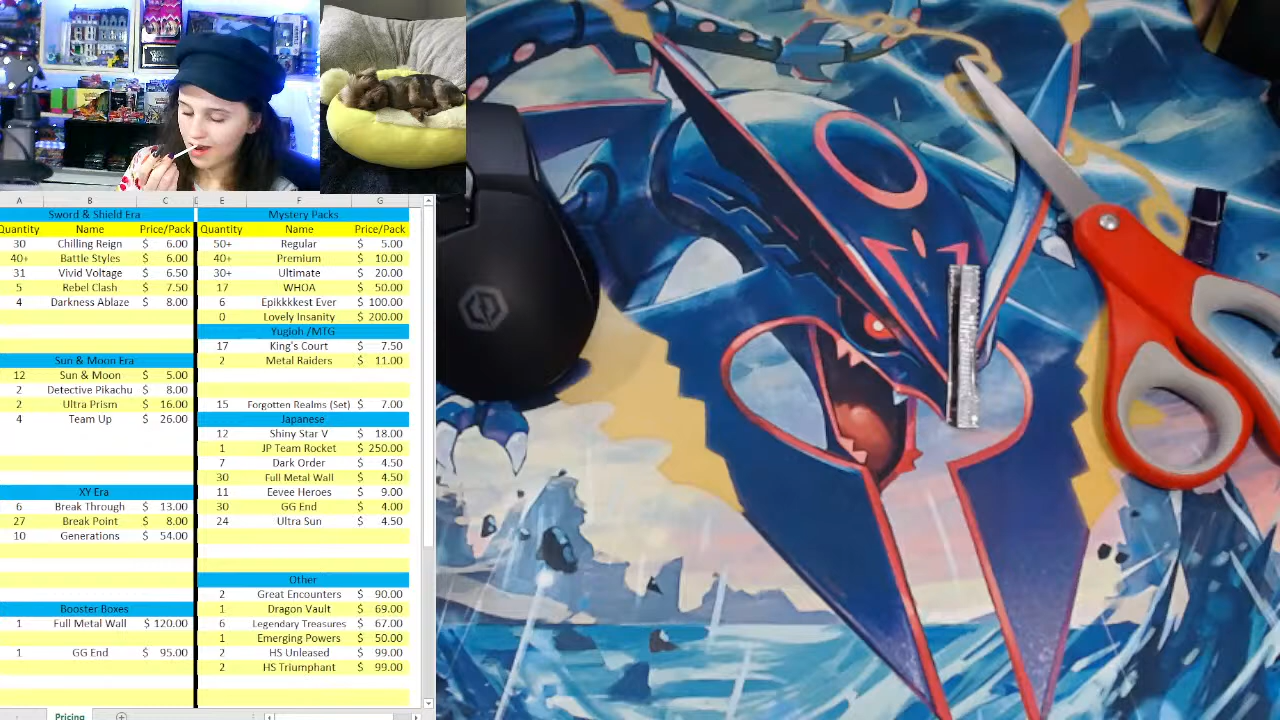 A B C E F G
Sword & Shield Era Mystery Packs
Quantity Name Price/Pack Quantity Name Price/Pack
30 Chilling Reign $ 6.00 50+ Regular $ 5.00
40+ Battle Styles $ 6.00 40+ Premium $ 10.00
31 Vivid Voltage $ 6.50 30+ Ultimate $ 20.00
5 Rebel Clash $ 7.50 17 WHOA $ 50.00
4 Darkness Ablaze $ 8.00 6 Epikkkkest Ever $ 100.00
0 Lovely Insanity $ 200.00
Yugioh /MTG
17 King's Court $ 7.50
Sun & Moon Era 2 Metal Raiders $ 11.00
12 Sun & Moon $ 5.00
2 Detective Pikachu $ 8.00
2 Ultra Prism $ 16.00 15 Forgotten Realms (Set) $ 7.00
4 Team Up $ 26.00 Japanese
12 Shiny Star V $ 18.00
1 JP Team Rocket $ 250.00
7 Dark Order $ 4.50
30 Full Metal Wall $ 4.50
XY Era 11 Eevee Heroes $ 9.00
6 Break Through $ 13.00 30 GG End $ 4.00
27 Break Point $ 8.00 24 Ultra Sun $ 4.50
10 Generations $ 54.00
Other
2 Great Encounters $ 90.00
Booster Boxes 1 Dragon Vault $ 69.00
1 Full Metal Wall $ 120.00 6 Legendary Treasures $ 67.00
1 Emerging Powers $ 50.00
1 GG End $ 95.00 2 HS Unleased $ 99.00
2 HS Triumphant $ 99.00
Pricing